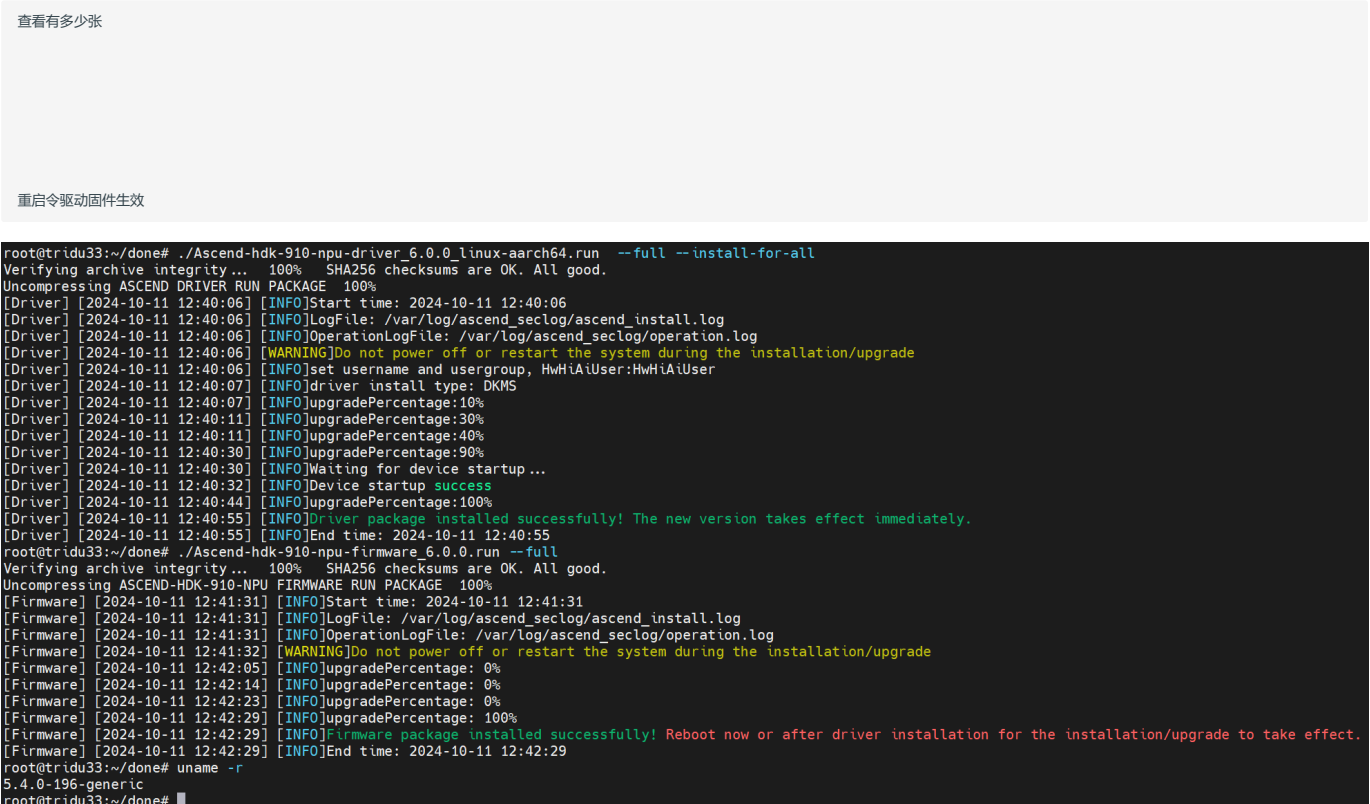 查看有多少张
重启令驱动固件生效
root@tridu33:~/done# ./Ascend-hdk-910-npu-driver_6.0.0_linux-aarch64.run  --full --install-for-all
Verifying archive integrity...  100%   SHA256 checksums are OK. All good.
Uncompressing ASCEND DRIVER RUN PACKAGE  100%
[Driver] [2024-10-11 12:40:06] [INFO]Start time: 2024-10-11 12:40:06
[Driver] [2024-10-11 12:40:06] [INFO]LogFile: /var/log/ascend_seclog/ascend_install.log
[Driver] [2024-10-11 12:40:06] [INFO]OperationLogFile: /var/log/ascend_seclog/operation.log
[Driver] [2024-10-11 12:40:06] [WARNING]Do not power off or restart the system during the installation/upgrade
[Driver] [2024-10-11 12:40:06] [INFO]set username and usergroup, HwHiAiUser:HwHiAiUser
[Driver] [2024-10-11 12:40:07] [INFO]driver install type: DKMS
[Driver] [2024-10-11 12:40:07] [INFO]upgradePercentage:10%
[Driver] [2024-10-11 12:40:11] [INFO]upgradePercentage:30%
[Driver] [2024-10-11 12:40:11] [INFO]upgradePercentage:40%
[Driver] [2024-10-11 12:40:30] [INFO]upgradePercentage:90%
[Driver] [2024-10-11 12:40:30] [INFO]Waiting for device startup...
[Driver] [2024-10-11 12:40:32] [INFO]Device startup success
[Driver] [2024-10-11 12:40:44] [INFO]upgradePercentage:100%
[Driver] [2024-10-11 12:40:55] [INFO]Driver package installed successfully! The new version takes effect immediately.
[Driver] [2024-10-11 12:40:55] [INFO]End time: 2024-10-11 12:40:55
root@tridu33:~/done# ./Ascend-hdk-910-npu-firmware_6.0.0.run --full
Verifying archive integrity...  100%   SHA256 checksums are OK. All good.
Uncompressing ASCEND-HDK-910-NPU FIRMWARE RUN PACKAGE  100%
[Firmware] [2024-10-11 12:41:31] [INFO]Start time: 2024-10-11 12:41:31
[Firmware] [2024-10-11 12:41:31] [INFO]LogFile: /var/log/ascend_seclog/ascend_install.log
[Firmware] [2024-10-11 12:41:31] [INFO]OperationLogFile: /var/log/ascend_seclog/operation.log
[Firmware] [2024-10-11 12:41:32] [WARNING]Do not power off or restart the system during the installation/upgrade
[Firmware] [2024-10-11 12:42:05] [INFO]upgradePercentage: 0%
[Firmware] [2024-10-11 12:42:14] [INFO]upgradePercentage: 0%
[Firmware] [2024-10-11 12:42:23] [INFO]upgradePercentage: 0%
[Firmware] [2024-10-11 12:42:29] [INFO]upgradePercentage: 100%
[Firmware] [2024-10-11 12:42:29] [INFO]Firmware package installed successfully! Reboot now or after driver installation for the installation/upgrade to take effect.
[Firmware] [2024-10-11 12:42:29] [INFO]End time: 2024-10-11 12:42:29
root@tridu33:~/done# uname -r
5.4.0-196-generic
root@tridu33:~/done#